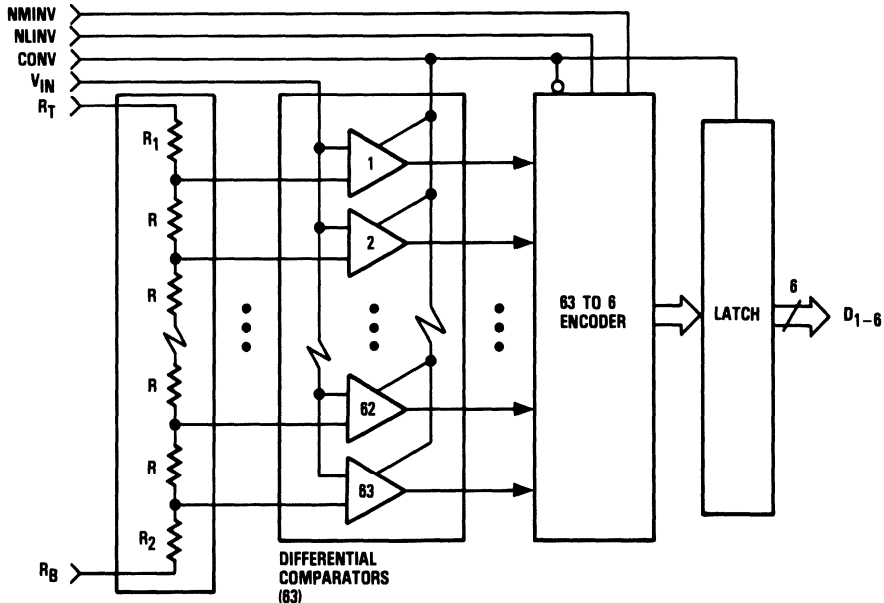 NMINV
NLINV
CONV
VIN
RT
R1
R
R
R
R
R2
RB
1
2
62
63
DIFFERENTIAL
COMPARATORS
(63)
63 TO 6
ENCODER
LATCH
6
D1-6